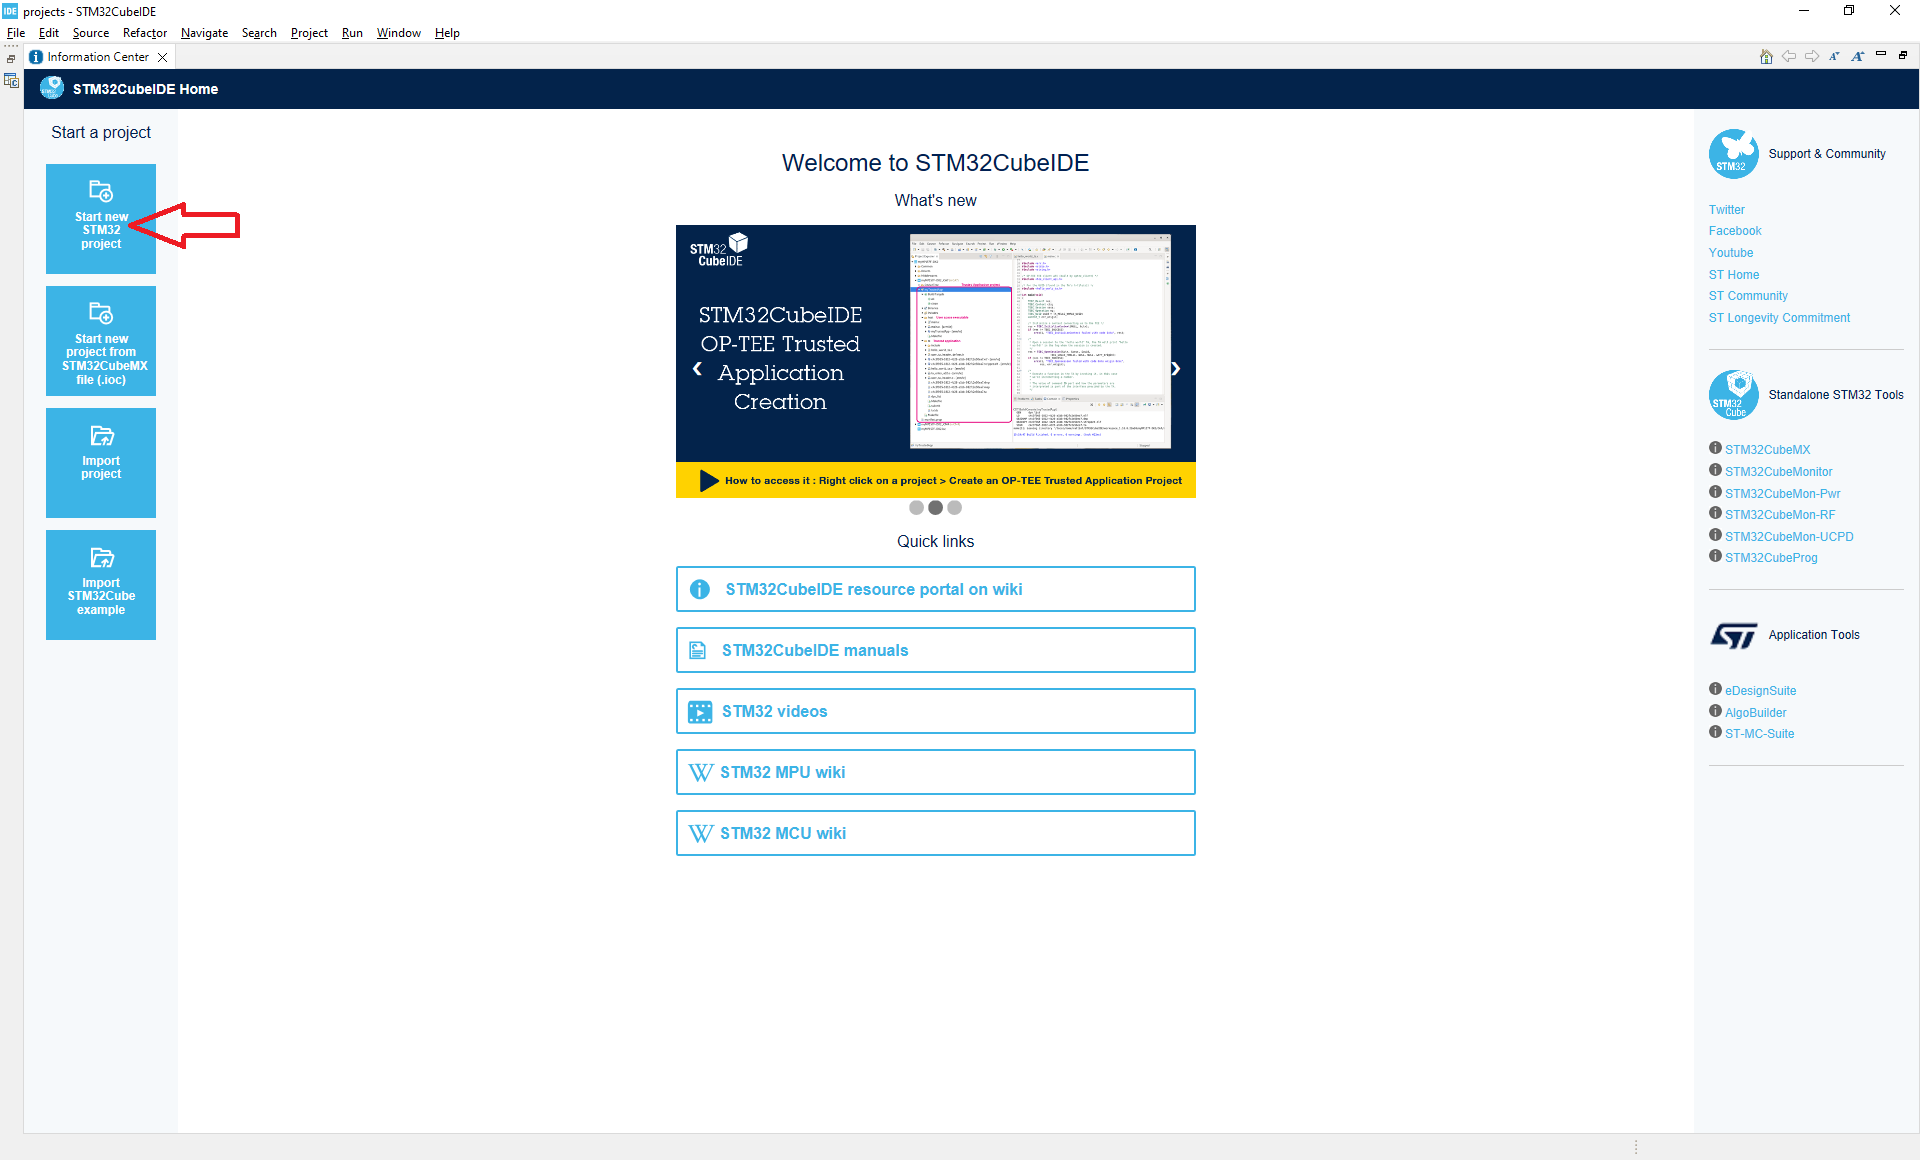 IDE projects - STM32CubeIDE
File Edit Source Refactor Navigate Search Project Run Window Help
Information Center
STM32CubeIDE Home
Start a project
Start new
STM32
project
Start new
project from
STM32CubeMX
file (.ioc)
Import
project
Import
STM32Cube
example
Welcome to STM32CubeIDE
What's new
STM32
CubeIDE
STM32CubeIDE
OP-TEE Trusted
Application
Creation
How to access it : Right click on a project > Create an OP-TEE Trusted Application Project
Quick links
STM32CubeIDE resource portal on wiki
STM32CubeIDE manuals
STM32 videos
STM32 MPU wiki
STM32 MCU wiki
STM32
Support & Community
Twitter
Facebook
Youtube
ST Home
ST Community
ST Longevity Commitment
STM32
Cube
Standalone STM32 Tools
STM32CubeMX
STM32CubeMonitor
STM32CubeMon-Pwr
STM32CubeMon-RF
STM32CubeMon-UCPD
STM32CubeProg
ST
Application Tools
eDesignSuite
AlgoBuilder
ST-MC-Suite